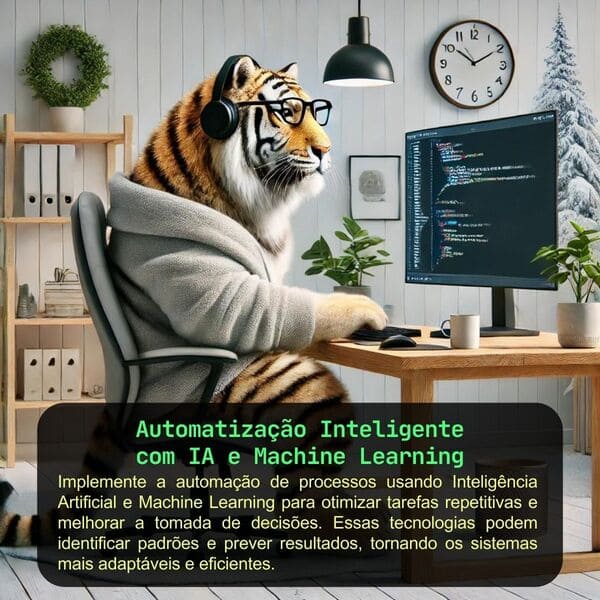 Automatização Inteligente
com IA e Machine Learning
Implemente a automação de processos usando Inteligência
Artificial e Machine Learning para otimizar tarefas repetitivas e
melhorar a tomada de decisões. Essas tecnologias podem
identificar padrões e prever resultados, tornando os sistemas
mais adaptáveis e eficientes.